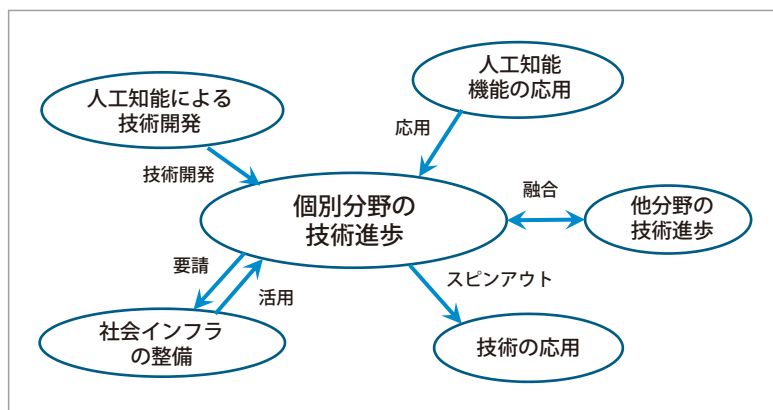 人工知能による
技術開発
人工知能
機能の応用
応用
技術開発
個別分野の
技術進歩
融合
他分野の
技術進歩
要請
活用
スピンアウト
社会インフラ
の整備
技術の応用